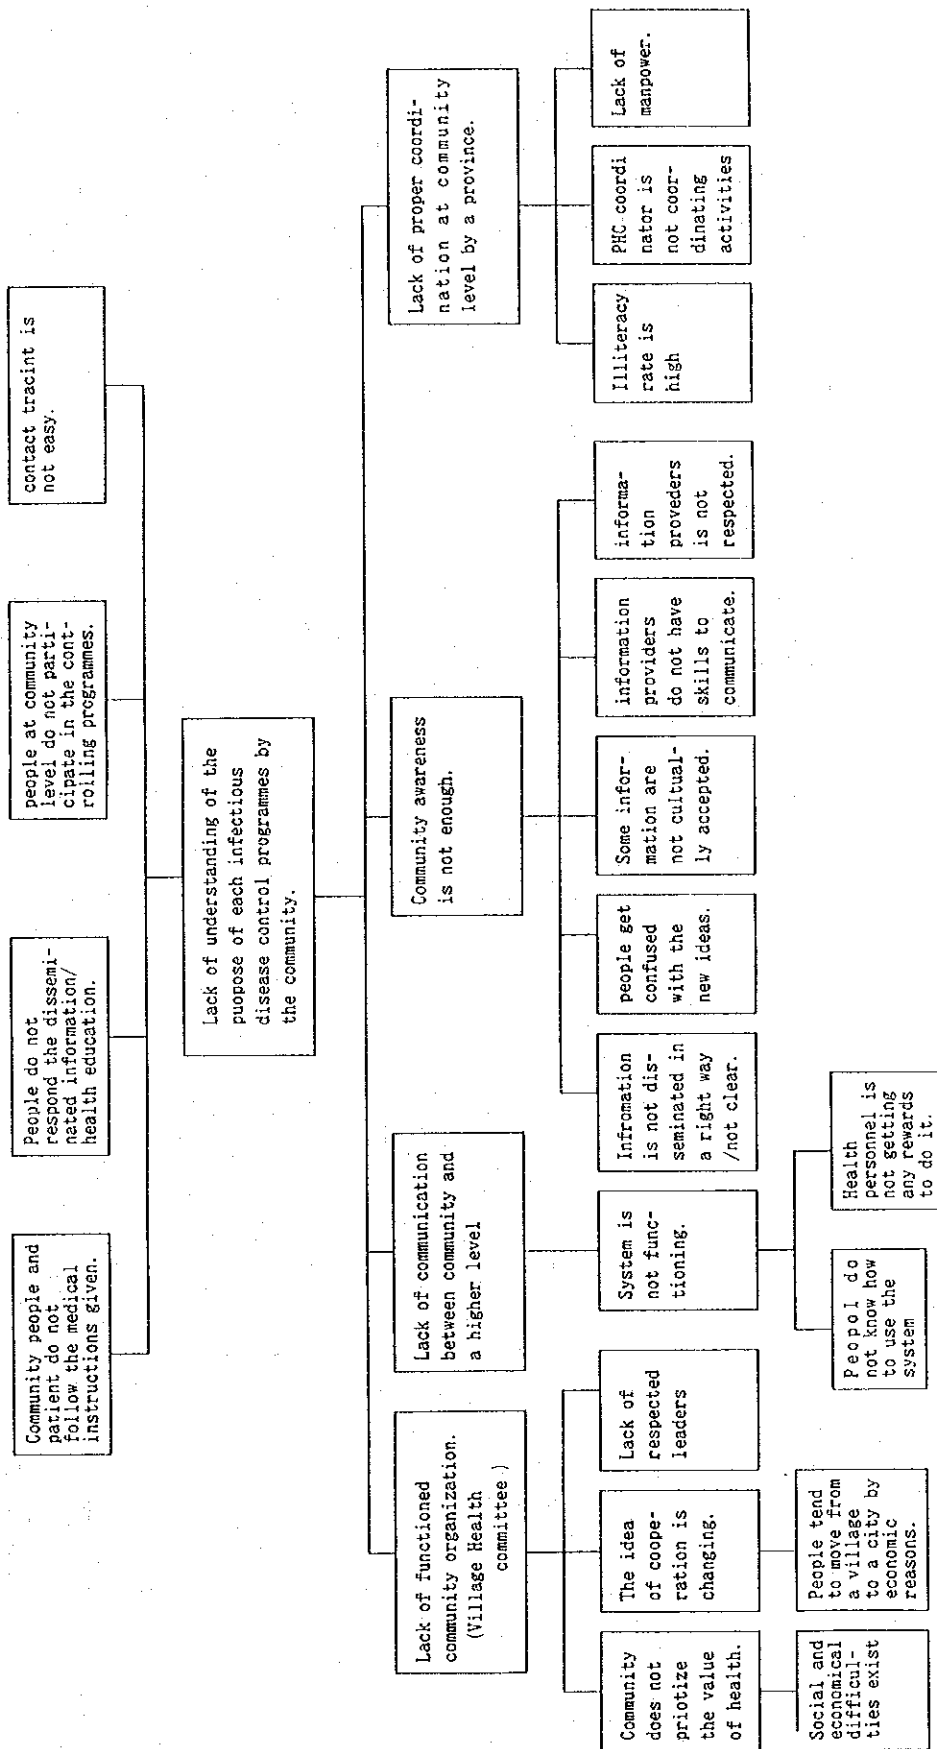 Community people and
patient do not
follow the medical
instructions given.
People do not
respond the dissemi-
nated information/
health education.
people at community
level do not parti-
cipate in the cont-
rolling programmes.
contact tracint is
not easy.
Lack of understanding of the
puopose of each infectious
disease control programmes by
the community.
Lack of functioned
community organization.
(Village Health
committee)
Lack of communication
between community and
a higher level
Community awareness
is not enough.
Lack of proper coordi-
nation at community
level by a province.
Community
does not
priotize
the value
of health.
The idea
of coope-
ration is
changing.
Lack of
respected
leaders
System is
not func-
tioning.
Infromation
is not dis-
seminated in
a right way
/not clear.
people get
confused
with the
new ideas.
Some infor-
mation are
not cultual-
ly accepted.
information
providers
do not have
skills to
communicate.
informa-
tion
proveders
is not
respected.
Illiteracy
rate is
high
PHC coordi
nator is
not coor-
dinating
activities
Lack of
manpower.
Social and
economical
difficul-
ties exist
People tend
to move from
a village
to a city by
economic
reasons.
Peopol do
not know how
to use the
system
Health
personnel is
not getting
any rewards
to do it.